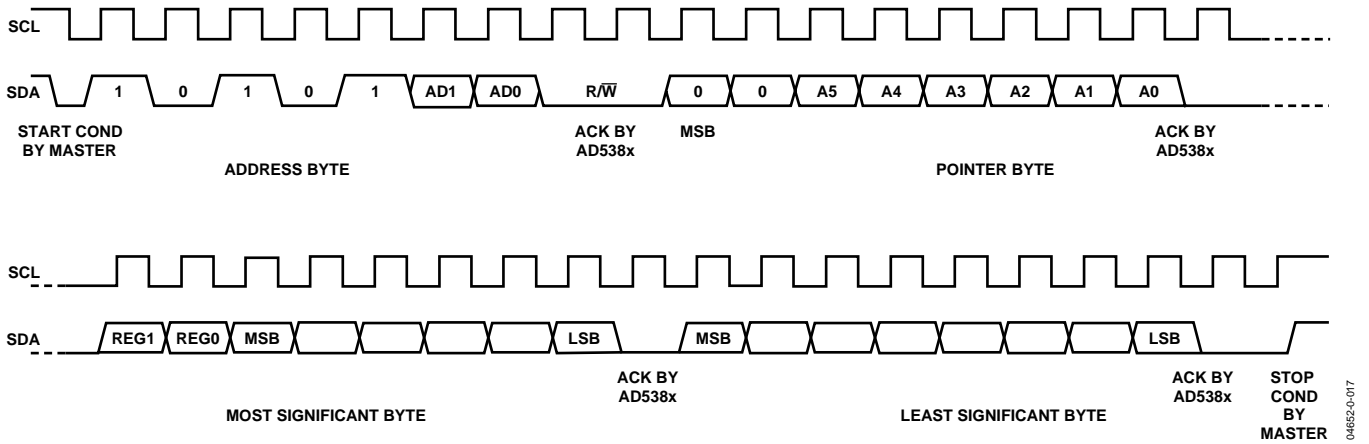 SCL
SDA 1 0 1 0 1 AD1 AD0 R/W̅ 0 0 A5 A4 A3 A2 A1 A0
START COND
BY MASTER
ACK BY
AD538x
MSB
ACK BY
AD538x
ADDRESS BYTE
POINTER BYTE
SCL
SDA REG1 REG0 MSB LSB MSB LSB
ACK BY
AD538x
ACK BY
AD538x
STOP
COND
BY
MASTER
MOST SIGNIFICANT BYTE
LEAST SIGNIFICANT BYTE
04652-0-017